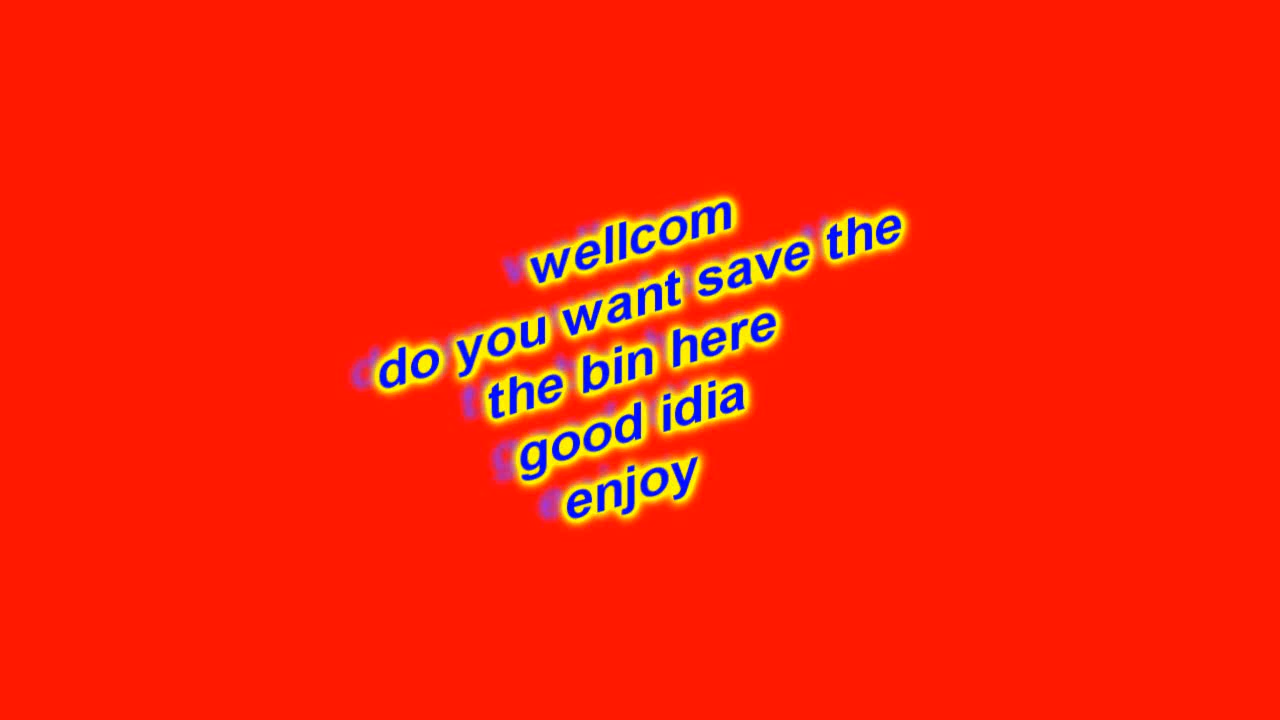 wellcom
do you want save the
the bin here
good idia
enjoy